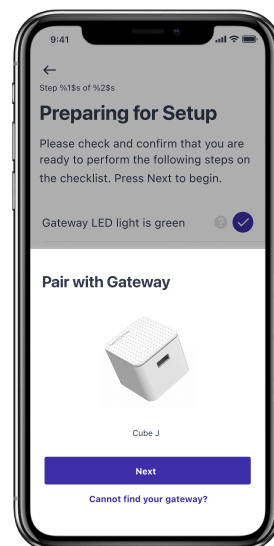 9:41
Step %1$s of %2$s
Preparing for Setup
Please check and confirm that you are
ready to perform the following steps on
the checklist. Press Next to begin.
Gateway LED light is green
?
Pair with Gateway
Cube J
Next
Cannot find your gateway?